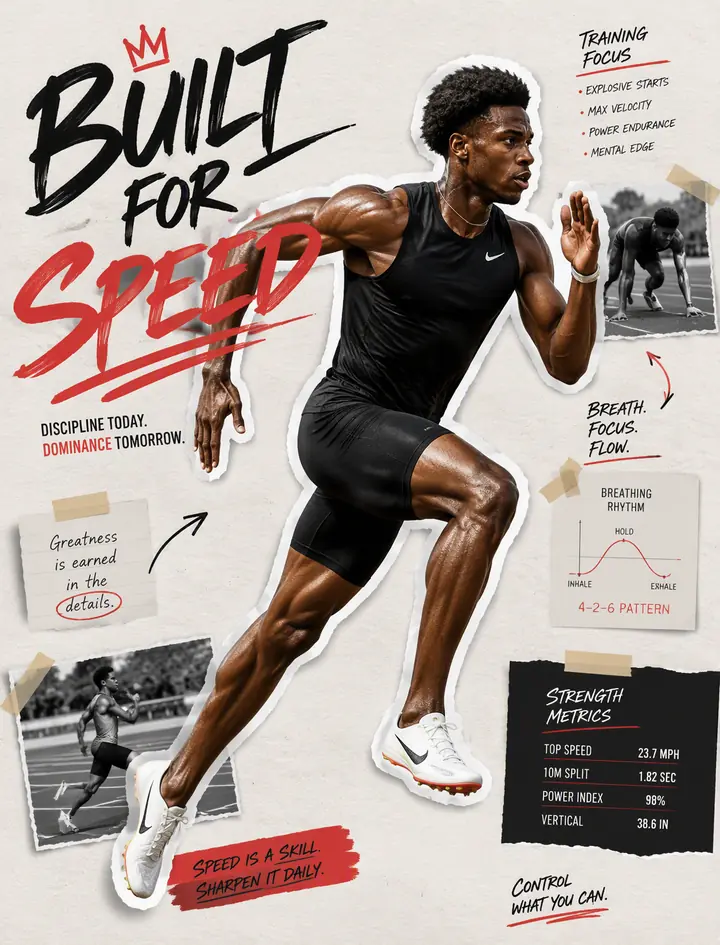 BUILT
FOR
SPEED
DISCIPLINE TODAY.
DOMINANCE TOMORROW.
TRAINING
FOCUS
• EXPLOSIVE STARTS
• MAX VELOCITY
• POWER ENDURANCE
• MENTAL EDGE
BREATH.
FOCUS.
FLOW.
BREATHING
RHYTHM
HOLD
INHALE EXHALE
4-2-6 PATTERN
Greatness
is earned
in the
details.
STRENGTH
METRICS
TOP SPEED 23.7 MPH
10M SPLIT 1.82 SEC
POWER INDEX 98%
VERTICAL 38.6 IN
SPEED IS A SKILL.
SHARPEN IT DAILY.
CONTROL
WHAT YOU CAN.